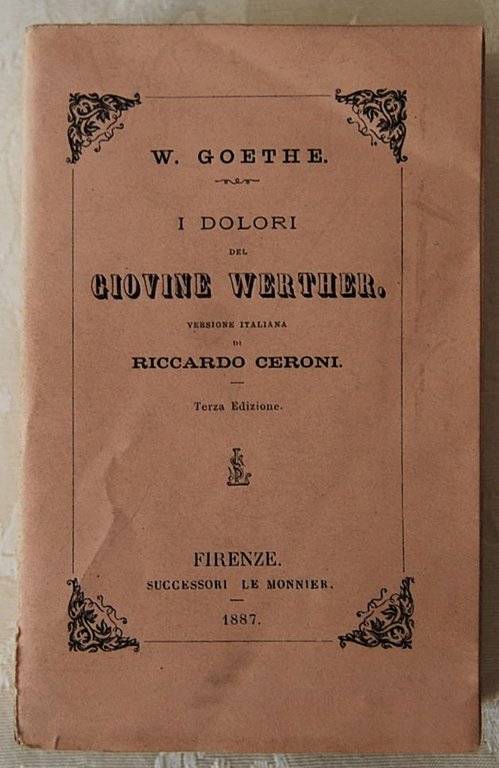 W. GOETHE.
I DOLORI
DEL
GIOVINE WERTHER.
VERSIONE ITALIANA
DI
RICCARDO CERONI.
Terza Edizione.
FIRENZE.
SUCCESSORI LE MONNIER.
1887.